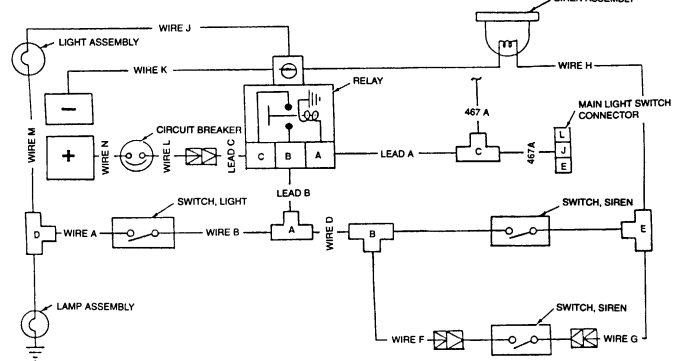 SIREN ASSEMBLY
WIRE J
LIGHT ASSEMBLY
WIRE K
WIRE H
RELAY
467 A
MAIN LIGHT SWITCH
CONNECTOR
L
J
E
WIRE M
+
WIRE N
CIRCUIT BREAKER
WIRE L
LEAD C
C B A
LEAD A
C
467A
LEAD B
SWITCH, LIGHT
SWITCH, SIREN
D
WIRE A
WIRE B
A
WIRE D
B
E
LAMP ASSEMBLY
SWITCH, SIREN
WIRE F
WIRE G